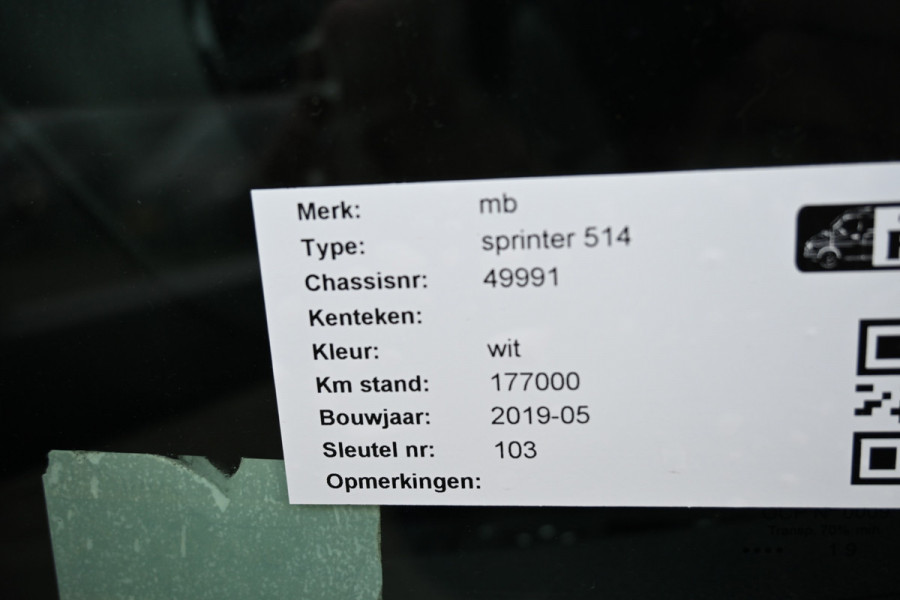 Merk: mb
Type: sprinter 514
Chassisnr: 49991
Kenteken:
Kleur: wit
Km stand: 177000
Bouwjaar: 2019-05
Sleutel nr: 103
Opmerkingen: